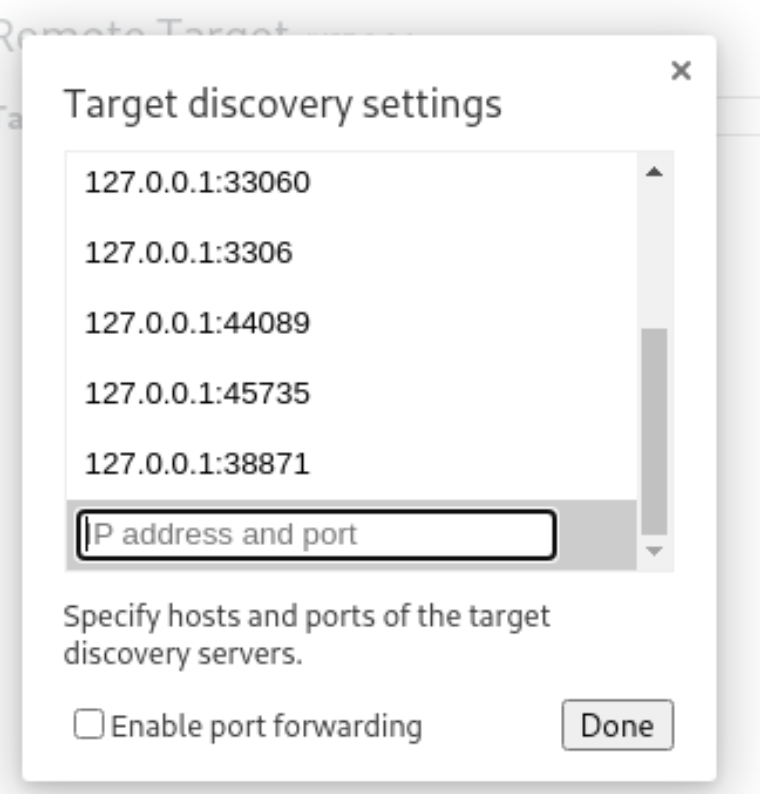 Remote Target
Ta
×
Target discovery settings
127.0.0.1:33060
127.0.0.1:3306
127.0.0.1:44089
127.0.0.1:45735
127.0.0.1:38871
IP address and port
Specify hosts and ports of the target
discovery servers.
Enable port forwarding
Done